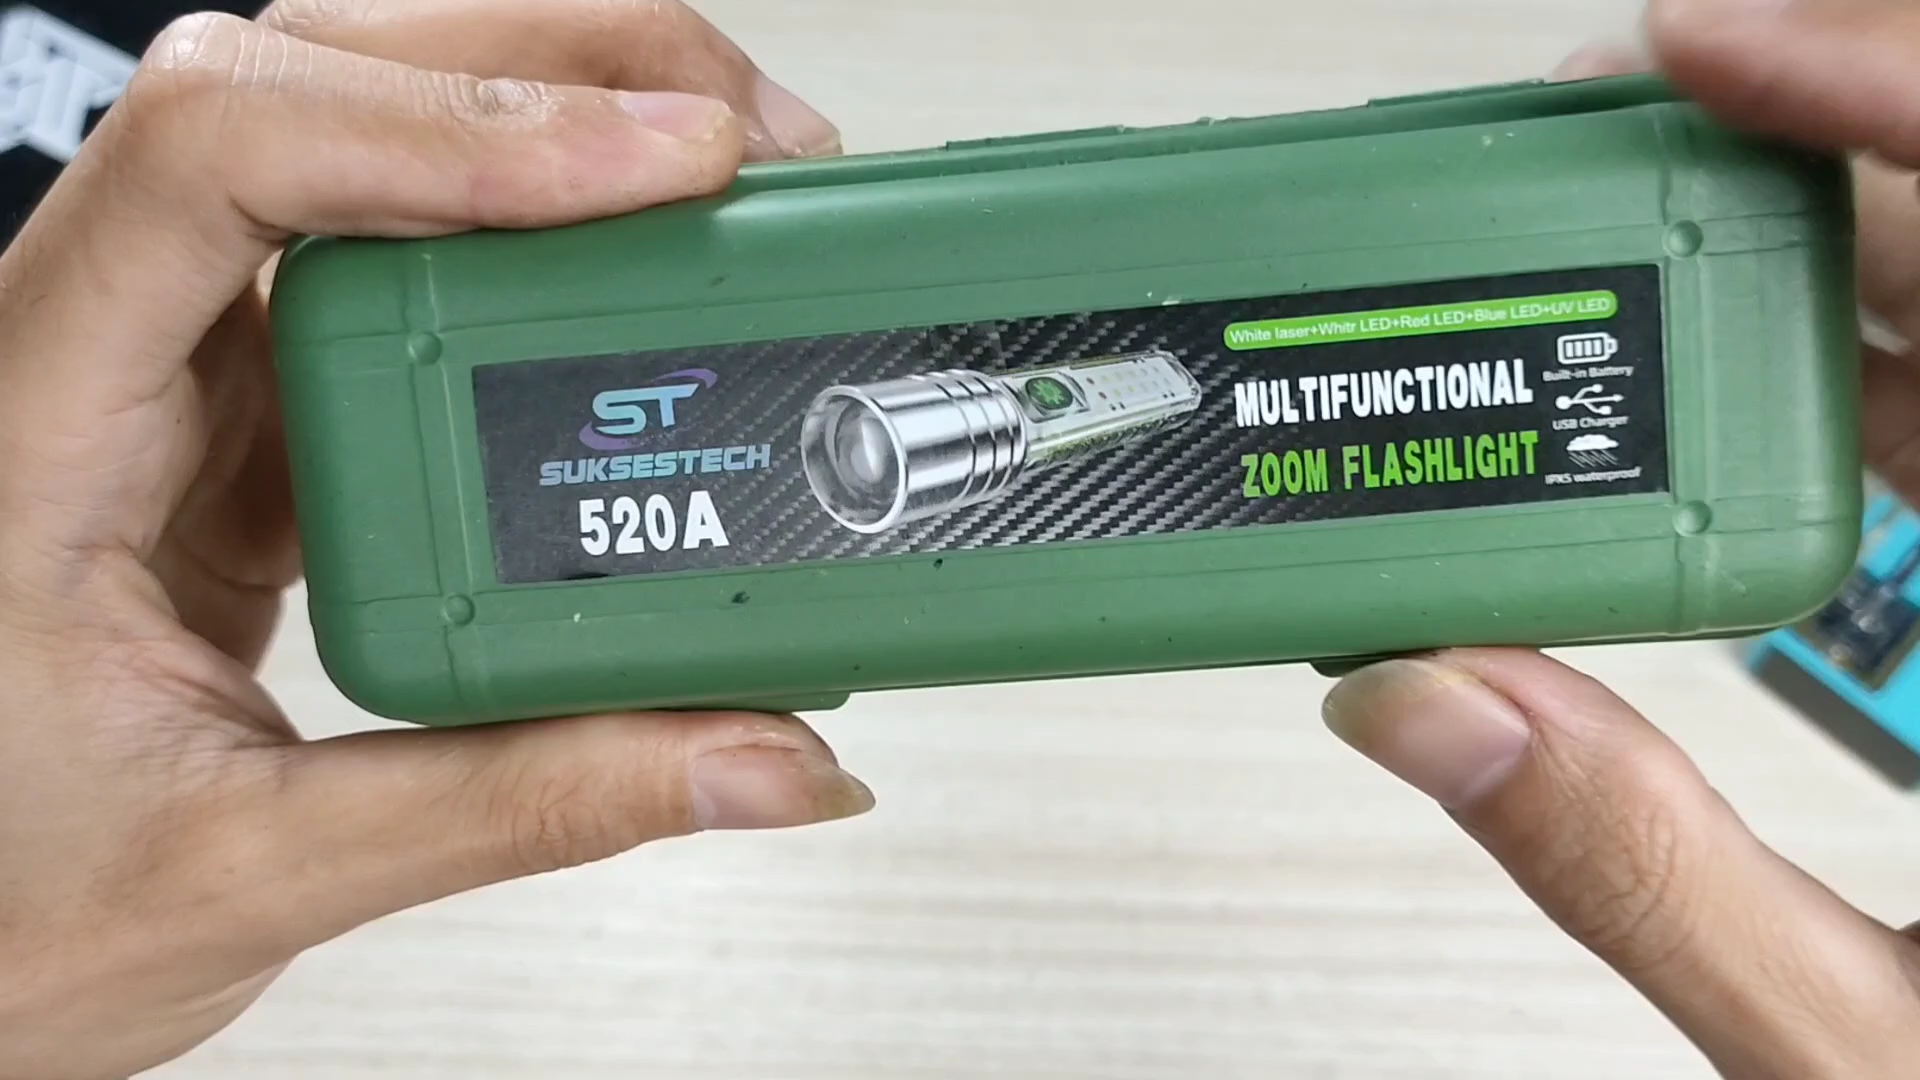 ST
SUKSESTECH
520A
White laser+Whitr LED+Red LED+Blue LED+UV LED
MULTIFUNCTIONAL
ZOOM FLASHLIGHT
Built-in Battery
USB Charger
IPX5 waterproof